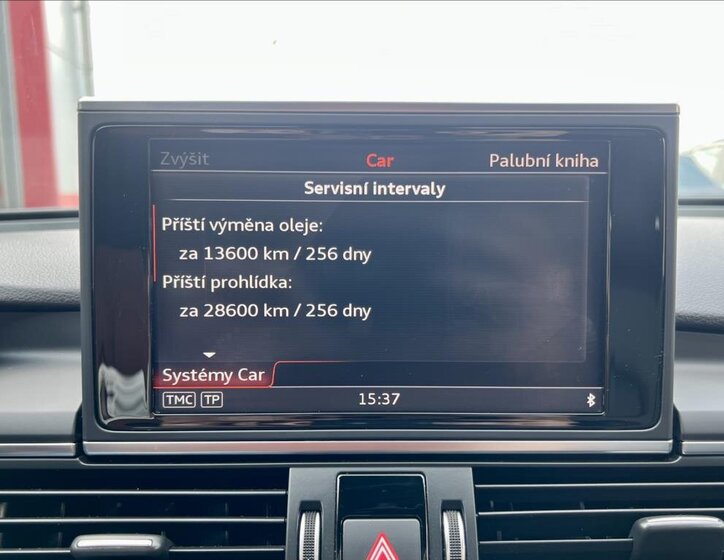 Zvýšit Car Palubní kniha
Servisní intervaly
Příští výměna oleje:
za 13600 km / 256 dny
Příští prohlídka:
za 28600 km / 256 dny
Systémy Car
TMC TP 15:37